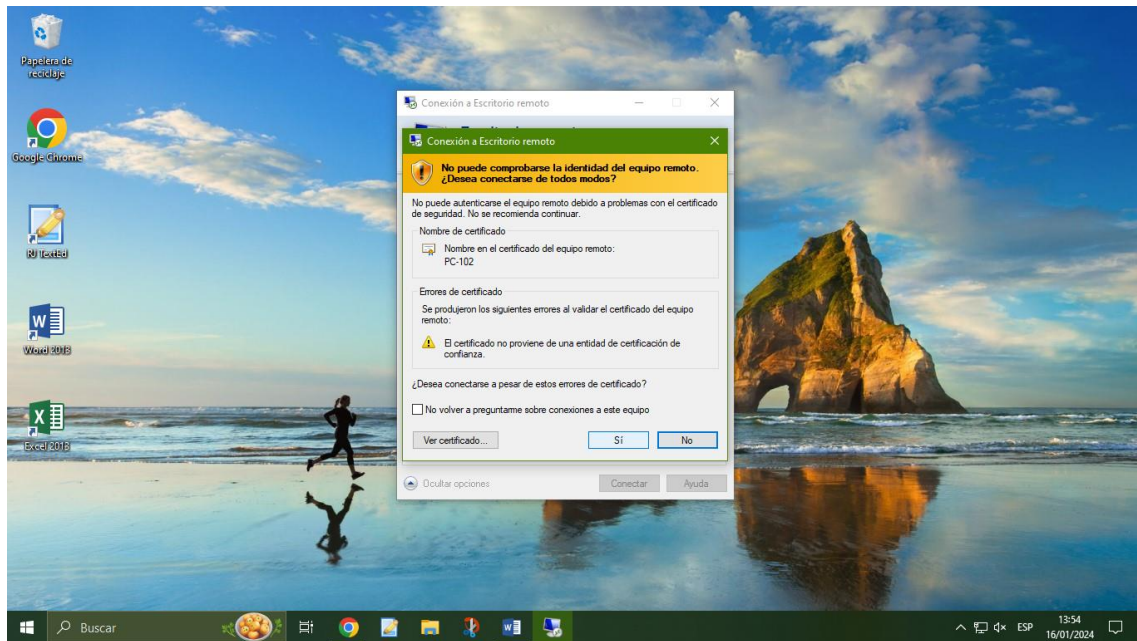 Papelera de
reciclaje
Google Chrome
RJ TextEd
Word 2013
Excel 2013
Conexión a Escritorio remoto
Conexión a Escritorio remoto
No puede comprobarse la identidad del equipo remoto.
¿Desea conectarse de todos modos?
No puede autenticarse el equipo remoto debido a problemas con el certificado
de seguridad. No se recomienda continuar.
Nombre de certificado
Nombre en el certificado del equipo remoto:
PC-102
Errores de certificado
Se produjeron los siguientes errores al validar el certificado del equipo
remoto:
El certificado no proviene de una entidad de certificación de
confianza.
¿Desea conectarse a pesar de estos errores de certificado?
No volver a preguntarme sobre conexiones a este equipo
Ver certificado...
Sí
No
Ocultar opciones
Conectar
Ayuda
Buscar
ESP
13:54
16/01/2024